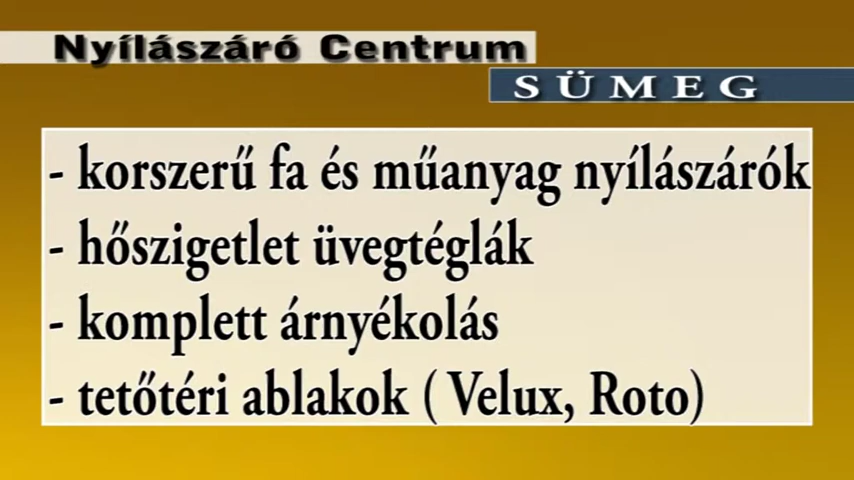 Nyílászáró Centrum
SÜMEG
- korszerű fa és műanyag nyílászárók
- hőszigetlet üvegtéglák
- komplett árnyékolás
- tetőtéri ablakok ( Velux, Roto)